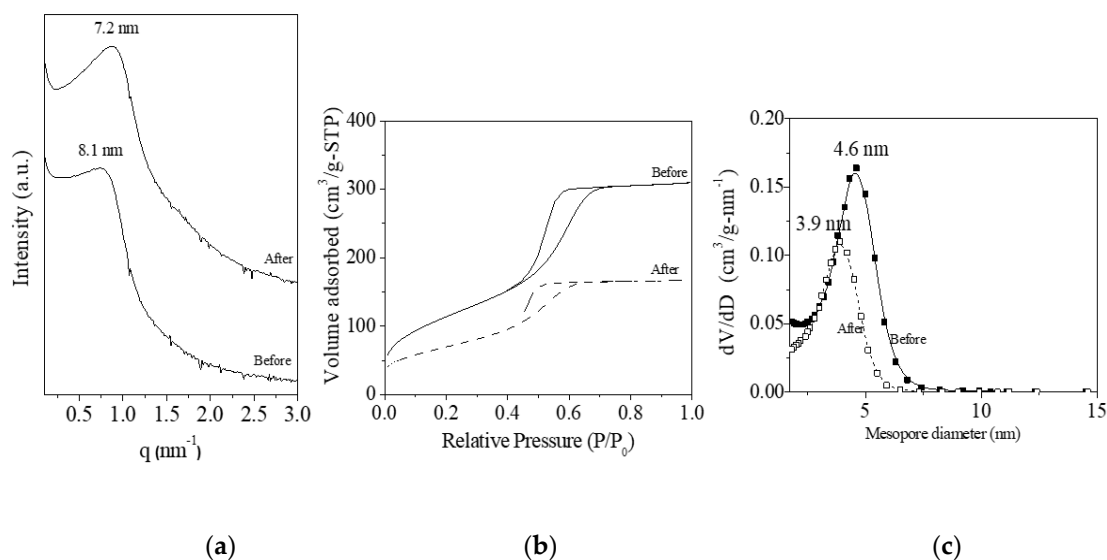 7.2 nm
8.1 nm
After
Before
Intensity (a.u.)
0.5 1.0 1.5 2.0 2.5 3.0
q (nm⁻¹)
(a)
400
300
200
100
0
Before
After
Volume adsorbed (cm³/g-STP)
0.0 0.2 0.4 0.6 0.8 1.0
Relative Pressure (P/P₀)
(b)
0.20
0.15
0.10
0.05
0.00
4.6 nm
3.9 nm
After
Before
dV/dD (cm³/g-nm⁻¹)
5 10 15
Mesopore diameter (nm)
(c)